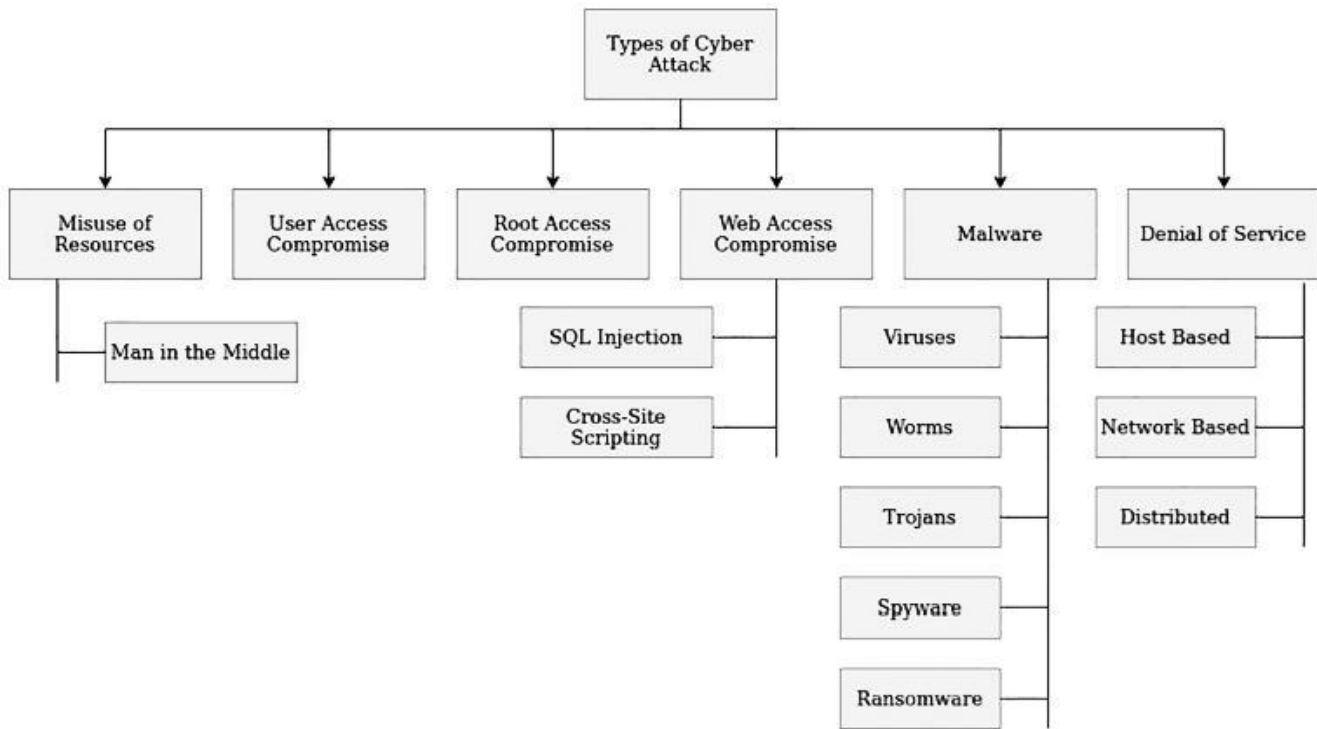 Types of Cyber
Attack
Misuse of
Resources
User Access
Compromise
Root Access
Compromise
Web Access
Compromise
Malware
Denial of Service
Man in the Middle
SQL Injection
Cross-Site
Scripting
Viruses
Worms
Trojans
Spyware
Ransomware
Host Based
Network Based
Distributed